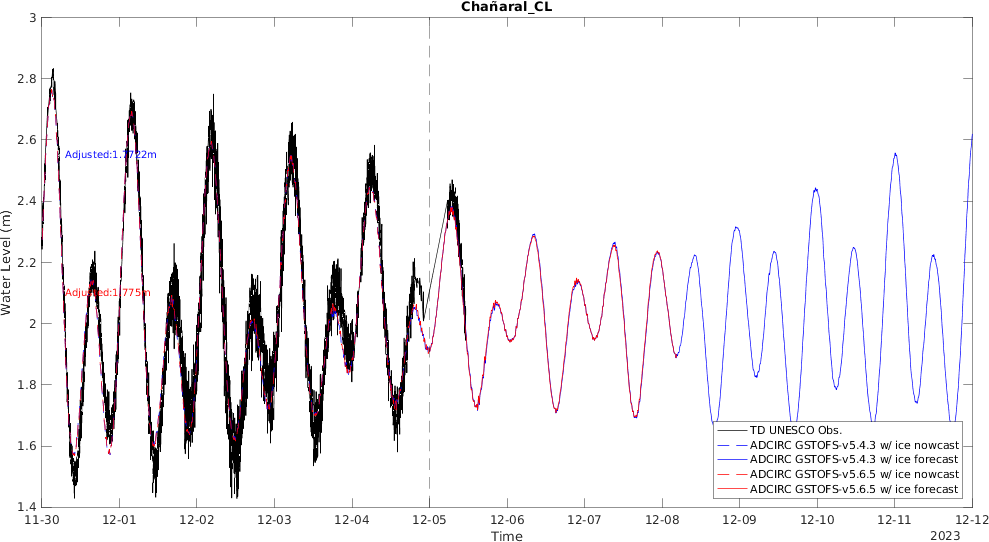 Chañaral_CL
3
2.8
2.6
2.4
2.2
2
1.8
1.6
1.4
Water Level (m)
Adjusted:1.7722m
Adjusted:1.775m
TD UNESCO Obs.
ADCIRC GSTOFS-v5.4.3 w/ ice nowcast
ADCIRC GSTOFS-v5.4.3 w/ ice forecast
ADCIRC GSTOFS-v5.6.5 w/ ice nowcast
ADCIRC GSTOFS-v5.6.5 w/ ice forecast
11-30 12-01 12-02 12-03 12-04 12-05 12-06 12-07 12-08 12-09 12-10 12-11 12-12
Time
2023